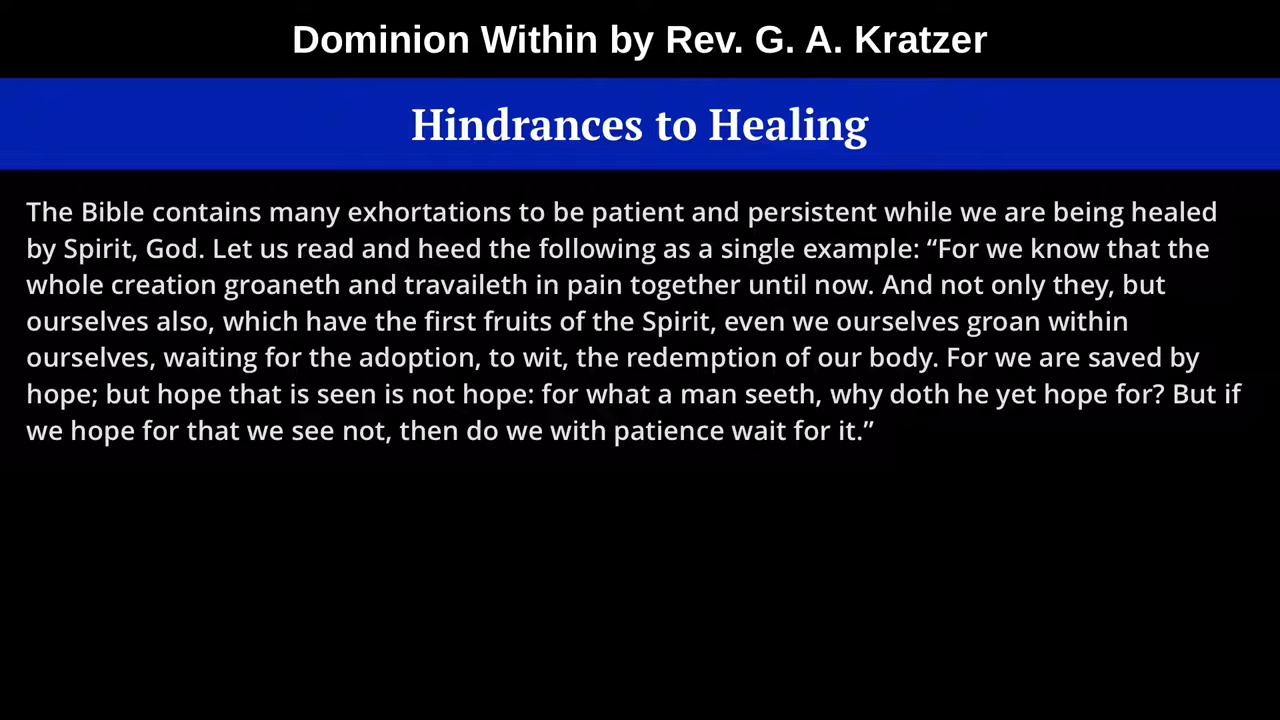 Dominion Within by Rev. G. A. Kratzer
Hindrances to Healing
The Bible contains many exhortations to be patient and persistent while we are being healed
by Spirit, God. Let us read and heed the following as a single example: “For we know that the
whole creation groaneth and travaileth in pain together until now. And not only they, but
ourselves also, which have the first fruits of the Spirit, even we ourselves groan within
ourselves, waiting for the adoption, to wit, the redemption of our body. For we are saved by
hope; but hope that is seen is not hope: for what a man seeth, why doth he yet hope for? But if
we hope for that we see not, then do we with patience wait for it.”